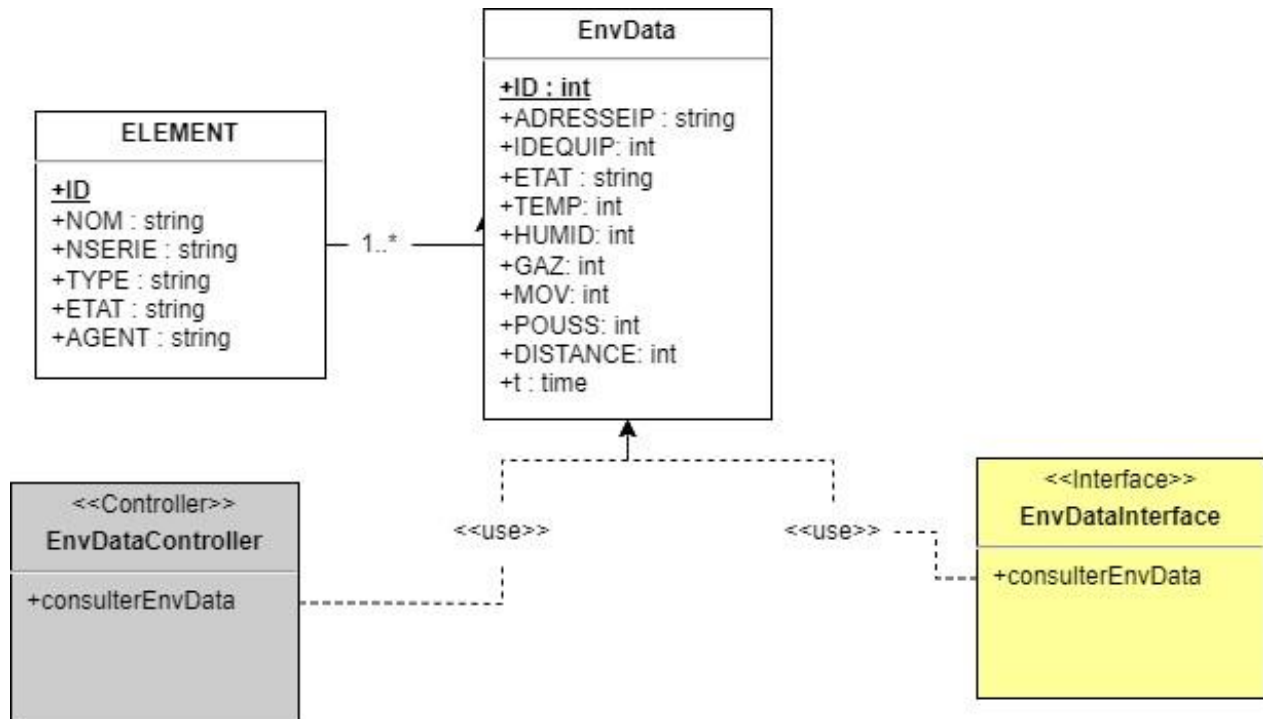 EnvData
+ID : int
+ADRESSEIP : string
+IDEQUIP: int
+ETAT : string
+TEMP: int
+HUMID: int
+GAZ: int
+MOV: int
+POUSS: int
+DISTANCE: int
+t : time
ELEMENT
+ID
+NOM : string
+NSERIE : string
+TYPE : string
+ETAT : string
+AGENT : string
1..*
<<Controller>>
EnvDataController
+consulterEnvData
<<use>>
<<use>>
<<Interface>>
EnvDataInterface
+consulterEnvData